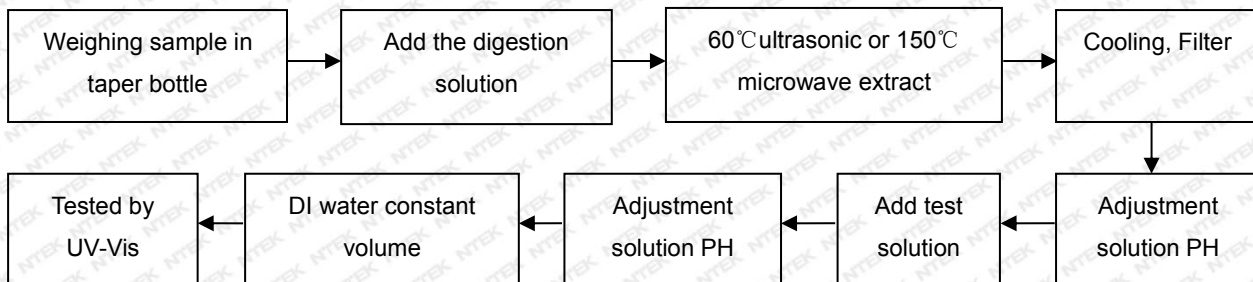 Weighing sample in
taper bottle
Add the digestion
solution
60℃ultrasonic or 150℃
microwave extract
Cooling, Filter
Adjustment
solution PH
Add test
solution
Adjustment
solution PH
DI water constant
volume
Tested by
UV-Vis
NTEK